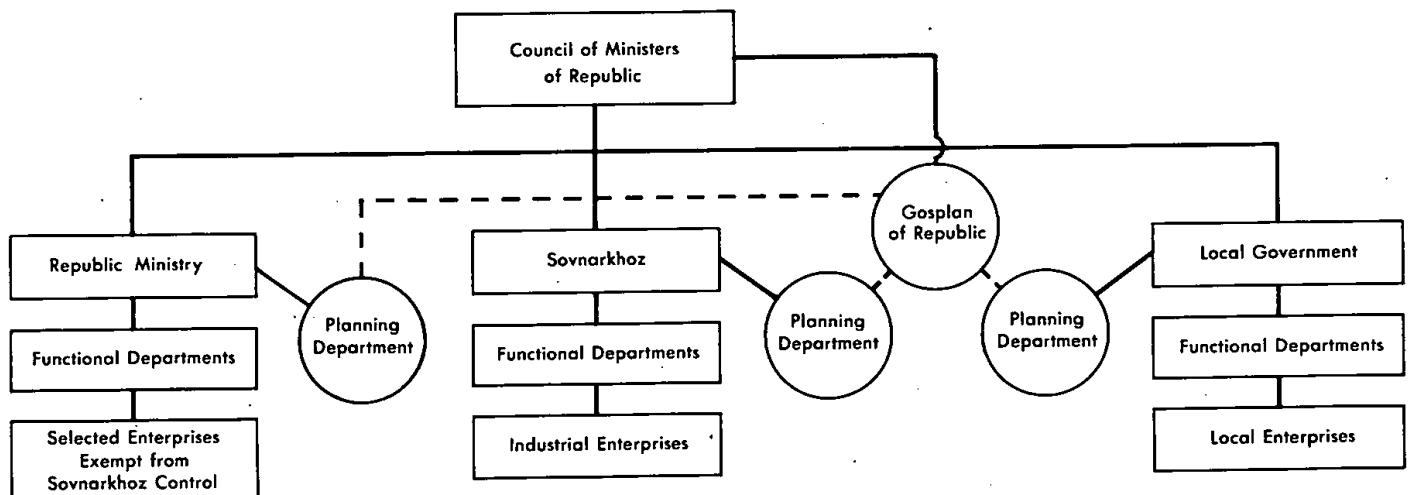 Council of Ministers
of Republic
Gosplan
of Republic
Republic Ministry
Sovnarkhoz
Local Government
Planning
Department
Planning
Department
Planning
Department
Functional Departments
Functional Departments
Functional Departments
Selected Enterprises
Exempt from
Sovnarkhoz Control
Industrial Enterprises
Local Enterprises